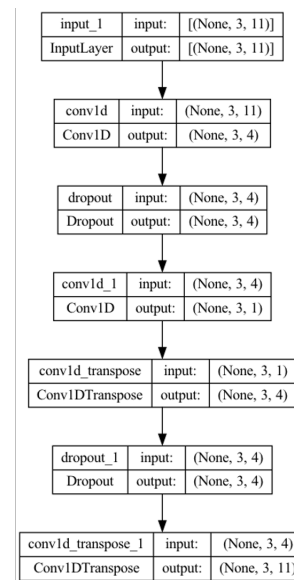 input_1 input: [(None, 3, 11)]
InputLayer output: [(None, 3, 11)]
conv1d input: (None, 3, 11)
Conv1D output: (None, 3, 4)
dropout input: (None, 3, 4)
Dropout output: (None, 3, 4)
conv1d_1 input: (None, 3, 4)
Conv1D output: (None, 3, 1)
conv1d_transpose input: (None, 3, 1)
Conv1DTranspose output: (None, 3, 4)
dropout_1 input: (None, 3, 4)
Dropout output: (None, 3, 4)
conv1d_transpose_1 input: (None, 3, 4)
Conv1DTranspose output: (None, 3, 11)